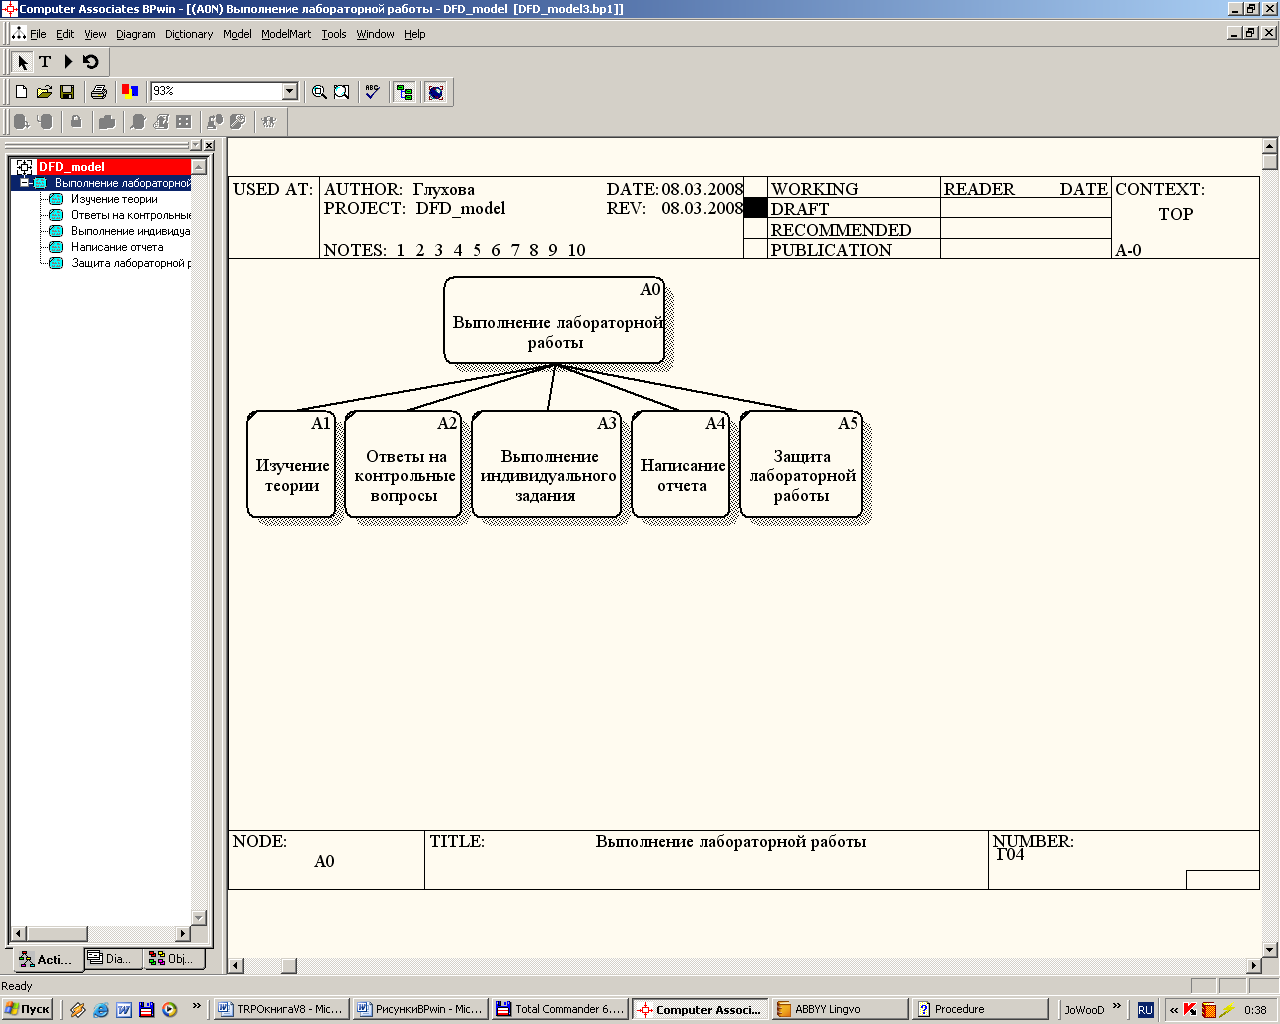 Computer Associates BPwin - [(A0N) Выполнение лабораторной работы - DFD_model [DFD_model3.bp1]]
File Edit View Diagram Dictionary Model ModelMart Tools Window Help
T
93%
ABC
DFD_model
Выполнение лабораторной
Изучение теории
Ответы на контрольные
Выполнение индивидуа
Написание отчета
Защита лабораторной р
USED AT: AUTHOR: Глухова DATE: 08.03.2008 WORKING READER DATE CONTEXT:
PROJECT: DFD_model REV: 08.03.2008 DRAFT TOP
RECOMMENDED
NOTES: 1 2 3 4 5 6 7 8 9 10 PUBLICATION A-0
A0
Выполнение лабораторной
работы
A1
Изучение
теории
A2
Ответы на
контрольные
вопросы
A3
Выполнение
индивидуального
задания
A4
Написание
отчета
A5
Защита
лабораторной
работы
NODE: TITLE: Выполнение лабораторной работы NUMBER:
A0 Г04
Acti... Dia... Obj...
Ready
Пуск » TRPOкнигаV8 - Mic... РисункиBPwin - Mic... Total Commander 6.... Computer Associ... ABBYY Lingvo Procedure JoWooD » RU « 0:38